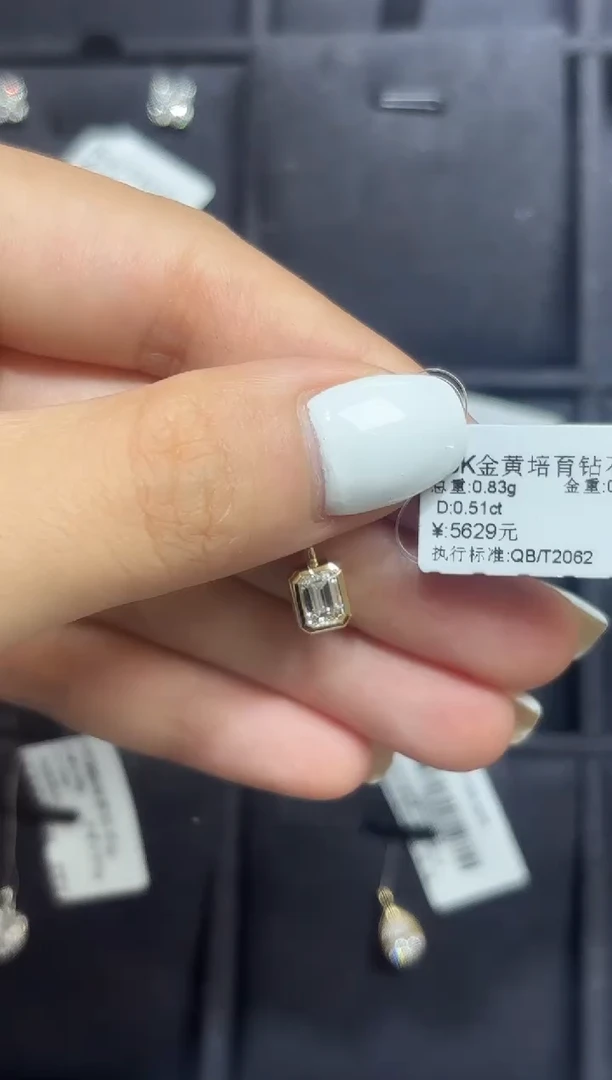 K金黄培育钻
总重:0.83g 金重:0
D:0.51ct
¥:5629元
执行标准:QB/T2062